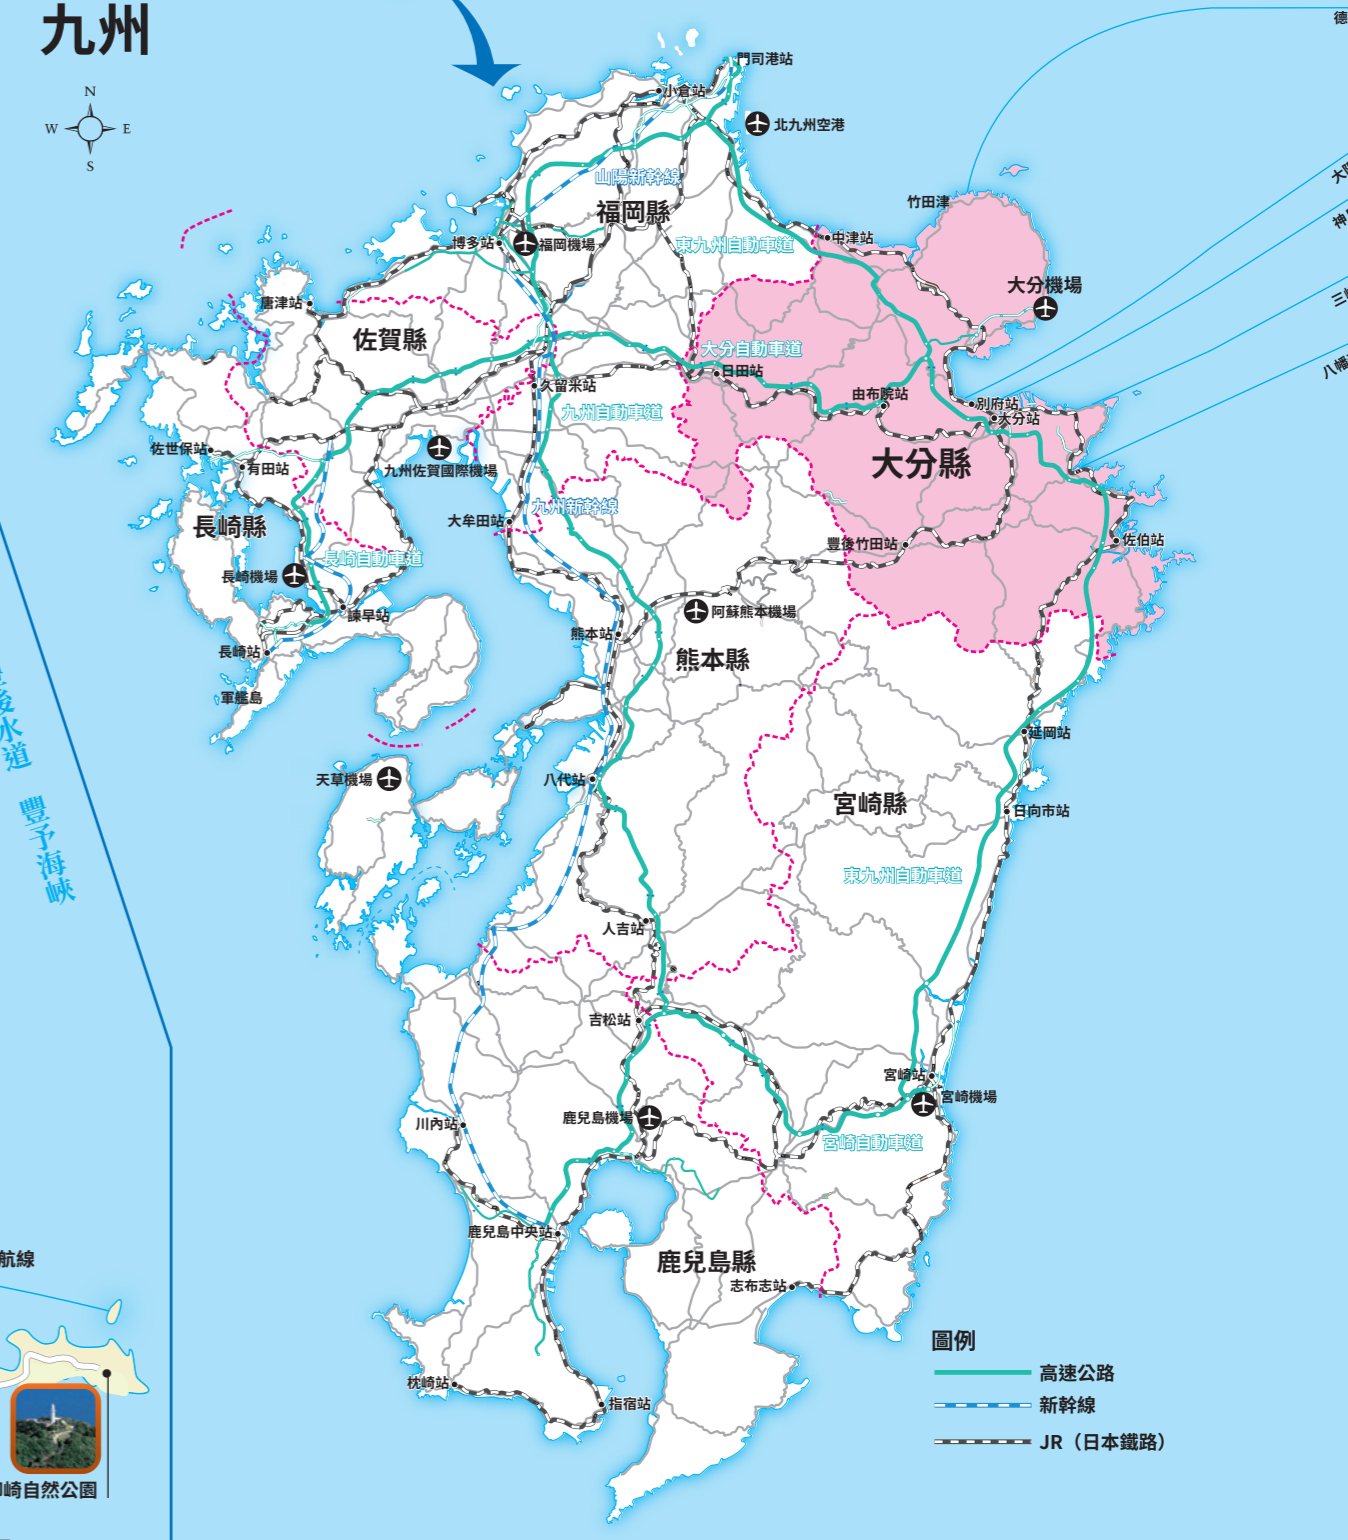 九州
N
W
E
S
德
門司港站
小倉站
北九州空港
山陽新幹線
福岡縣
竹田津
博多站
福岡機場
東九州自動車道
中津站
大分機場
唐津站
佐賀縣
大分自動車道
日田站
久留米站
九州自動車道
由布院站
別府站
大分站
佐世保站
有田站
九州佐賀國際機場
大分縣
長崎縣
大牟田站
九州新幹線
豐後竹田站
佐伯站
長崎自動車道
長崎機場
諫早站
阿蘇熊本機場
熊本站
長崎站
熊本縣
軍艦島
後水道
豐予海峽
延岡站
天草機場
八代站
宮崎縣
日向市站
東九州自動車道
人吉站
吉松站
宮崎站
宮崎機場
川內站
鹿兒島機場
宮崎自動車道
鹿兒島中央站
航線
鹿兒島縣
志布志站
枕崎站
指宿站
圖例
高速公路
新幹線
JR（日本鐵路）
崎自然公園